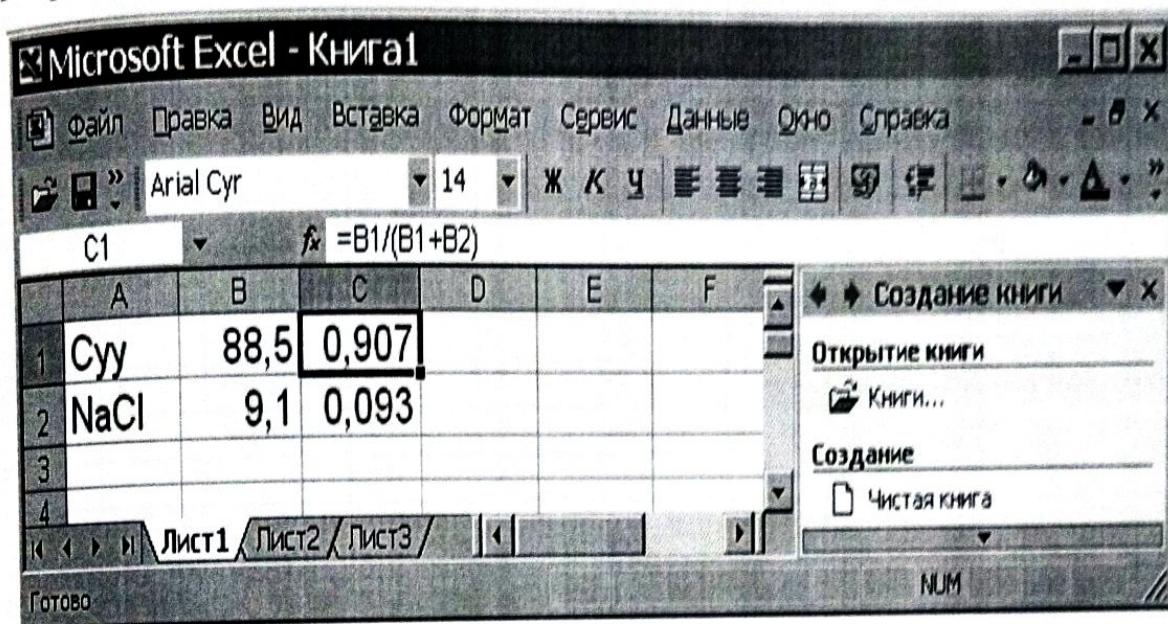 Microsoft Excel - Книга1
Файл Правка Вид Вставка Формат Сервис Данные Окно Справка
Arial Cyr 14 Ж К Ч
C1 fx =B1/(B1+B2)
A B C D E F
1 Суу 88,5 0,907
2 NaCl 9,1 0,093
3
4
Создание книги
Открытие книги
Книги...
Создание
Чистая книга
Лист1 Лист2 Лист3
Готово NUM